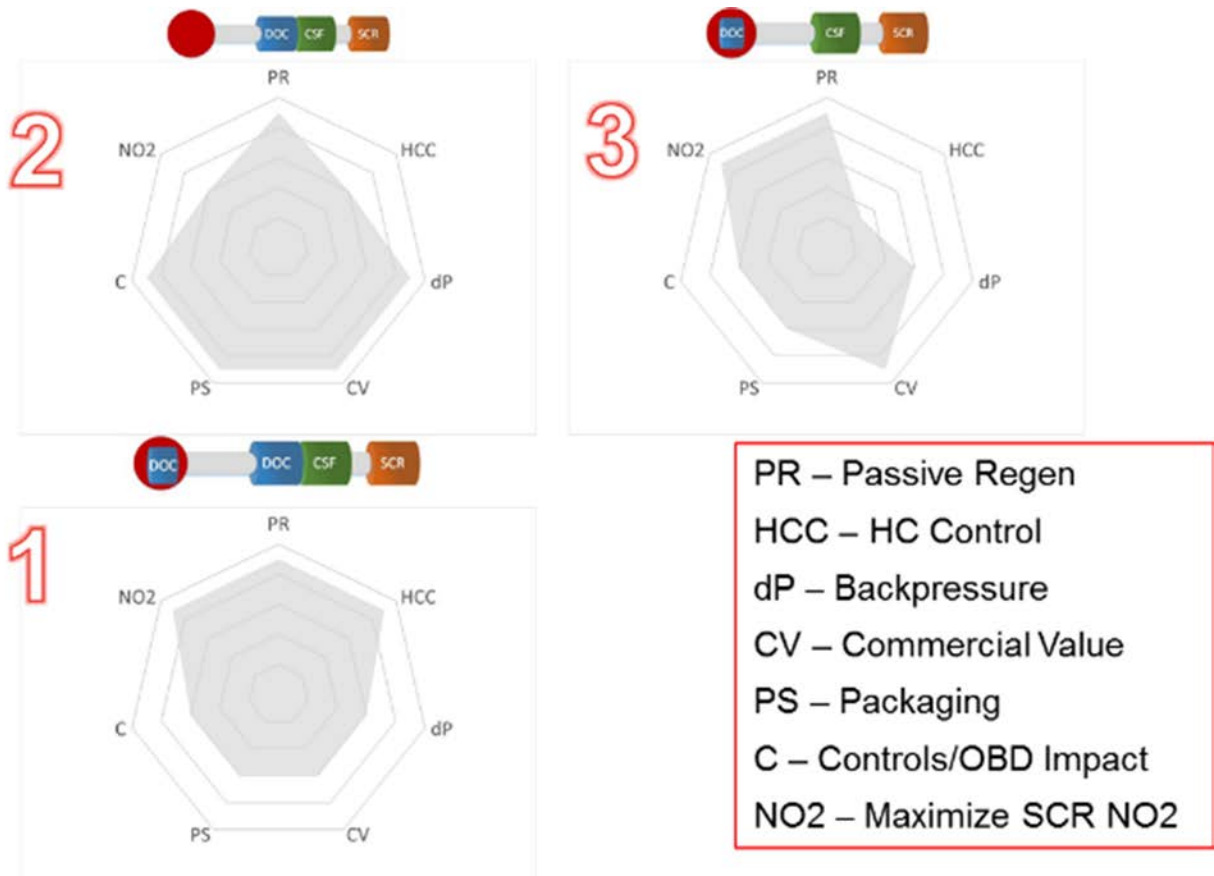 DOC CSF SCR
2
PR
NO2 HCC
C dP
PS CV
DOC CSF SCR
3
PR
NO2 HCC
C dP
PS CV
DOC DOC CSF SCR
1
PR
NO2 HCC
C dP
PS CV
PR – Passive Regen
HCC – HC Control
dP – Backpressure
CV – Commercial Value
PS – Packaging
C – Controls/OBD Impact
NO2 – Maximize SCR NO2